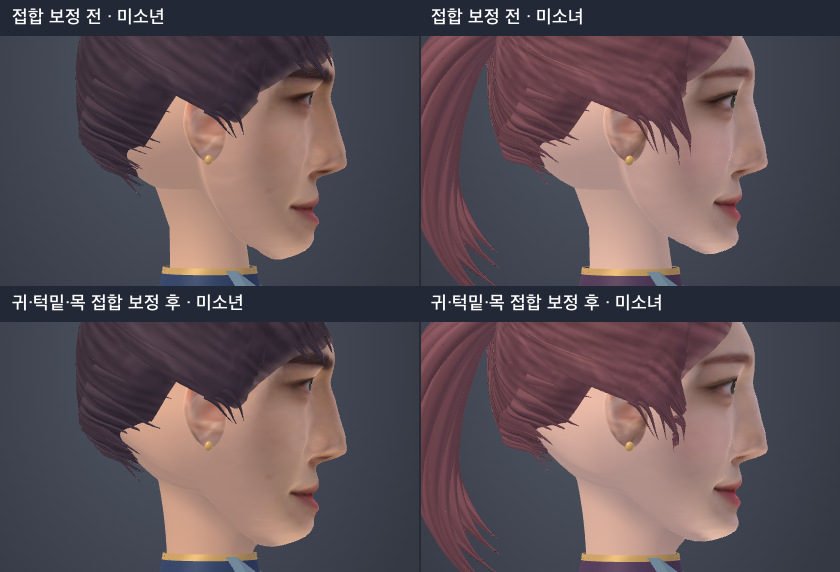 접합 보정 전 · 미소년
접합 보정 전 · 미소녀
귀·턱밑·목 접합 보정 후 · 미소년
귀·턱밑·목 접합 보정 후 · 미소녀